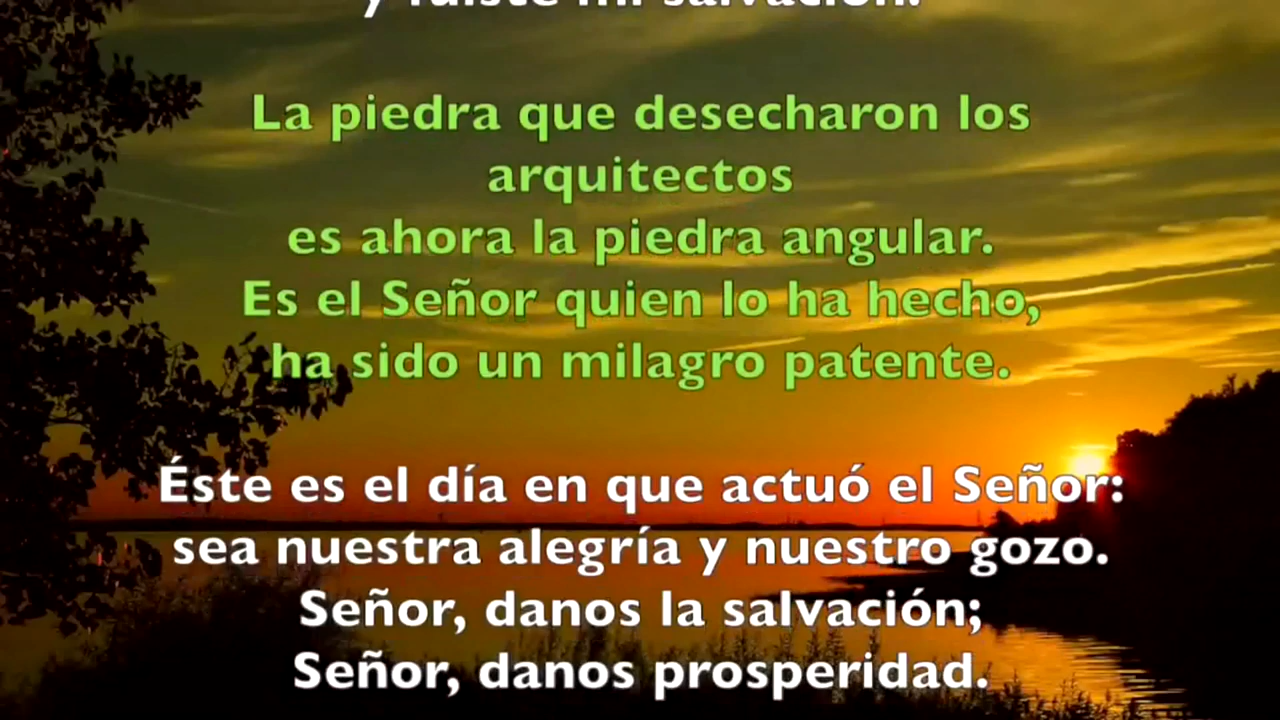 y fuiste mi salvación.
La piedra que desecharon los
arquitectos
es ahora la piedra angular.
Es el Señor quien lo ha hecho,
ha sido un milagro patente.
Éste es el día en que actuó el Señor:
sea nuestra alegría y nuestro gozo.
Señor, danos la salvación;
Señor, danos prosperidad.